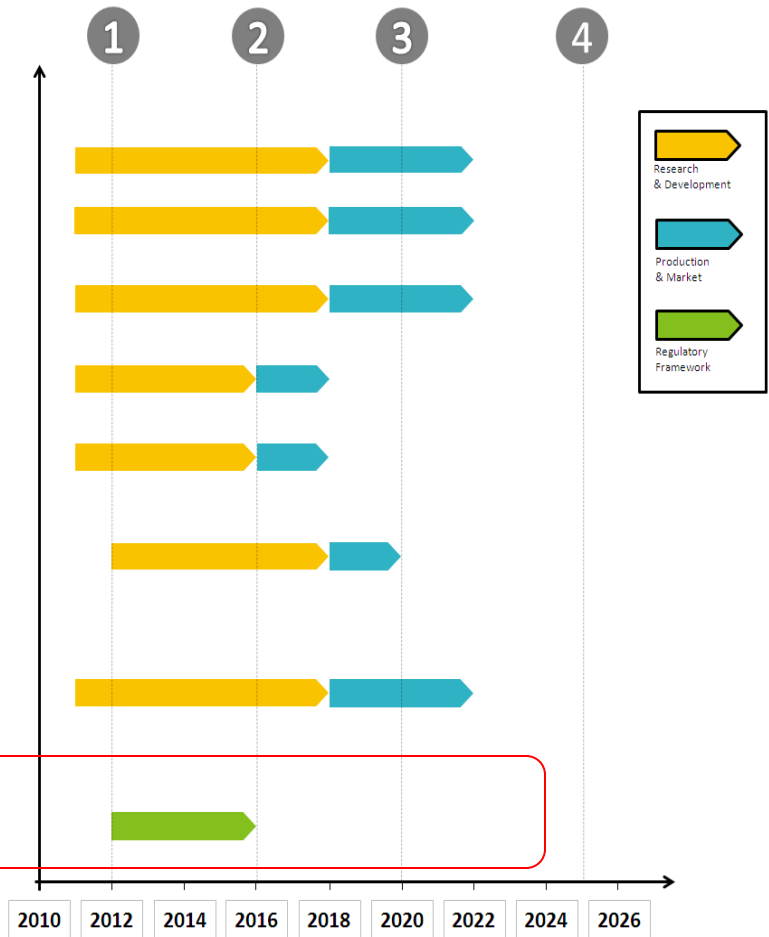 1 2 3 4
Research
& Development
Production
& Market
Regulatory
Framework
2010 2012 2014 2016 2018 2020 2022 2024 2026